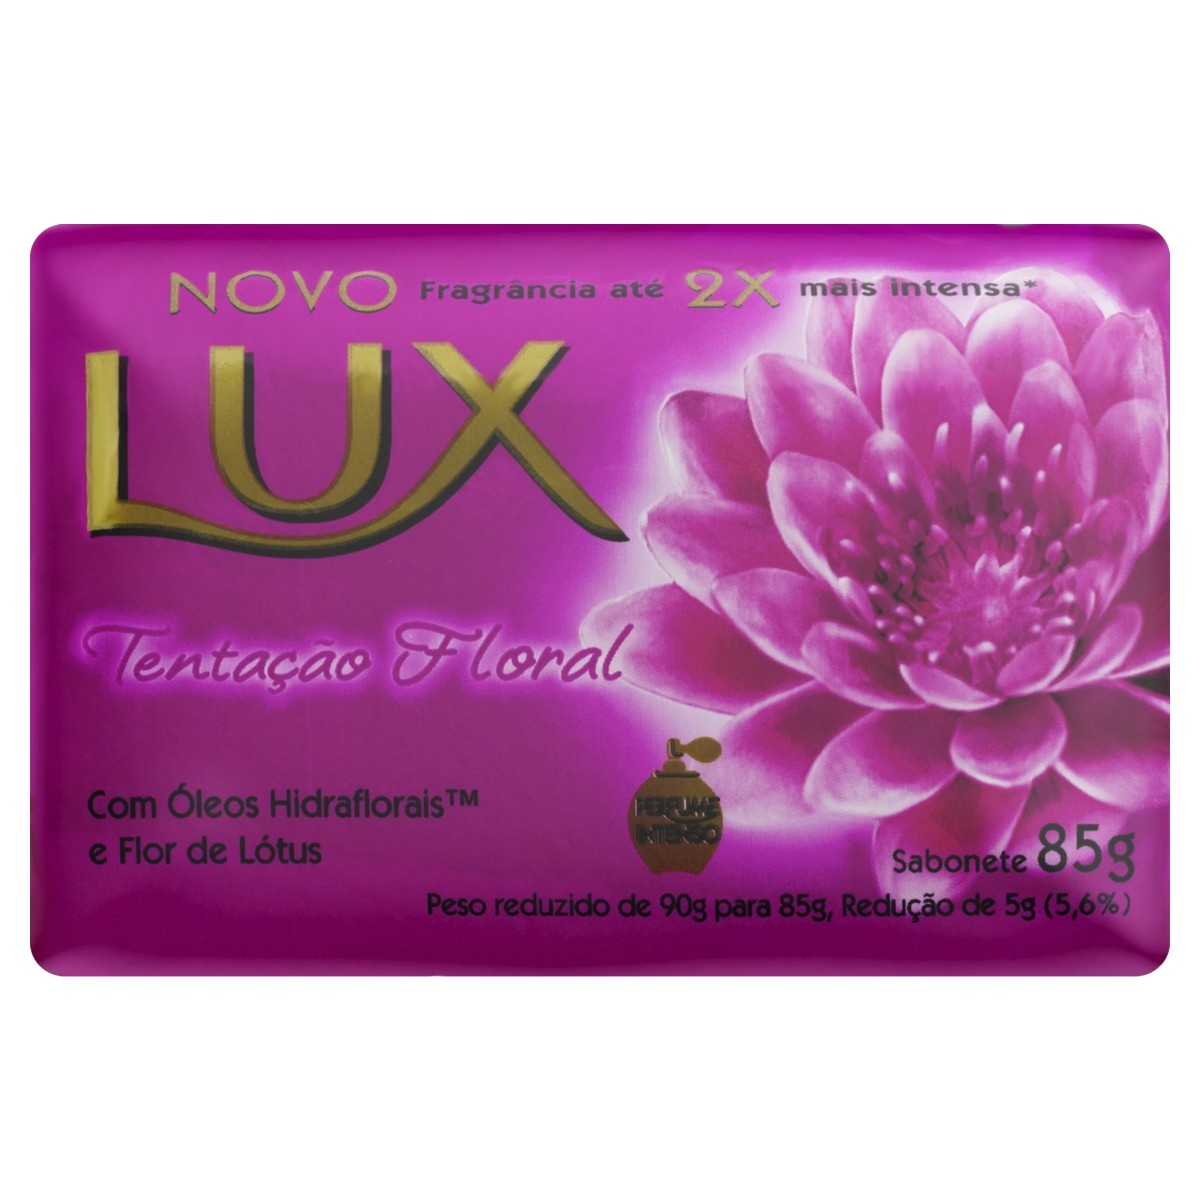 NOVO Fragrância até 2X mais intensa*
LUX
Tentação Floral
Com Óleos Hidraflorais™
e Flor de Lótus
PERFUME
INTENSO
Sabonete 85g
Peso reduzido de 90g para 85g, Redução de 5g (5,6%)